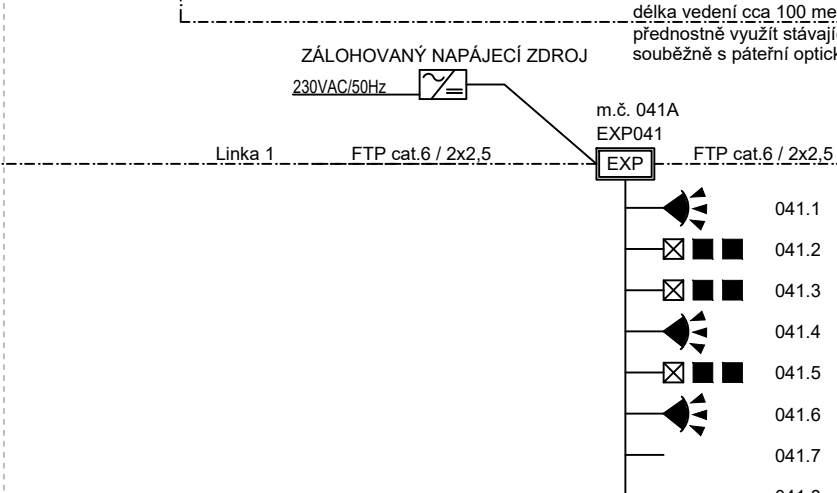 délka vedení cca 100 me
přednostně využít stávají
souběžně s páteřní optick
ZÁLOHOVANÝ NAPÁJECÍ ZDROJ
230VAC/50Hz
m.č. 041A
EXP041
Linka 1 FTP cat.6 / 2x2,5 EXP FTP cat.6 / 2x2,5
041.1
041.2
041.3
041.4
041.5
041.6
041.7